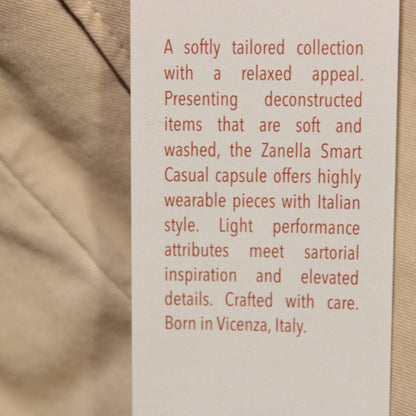 A softly tailored collection
with a relaxed appeal.
Presenting deconstructed
items that are soft and
washed, the Zanella Smart
Casual capsule offers highly
wearable pieces with Italian
style. Light performance
attributes meet sartorial
inspiration and elevated
details. Crafted with care.
Born in Vicenza, Italy.